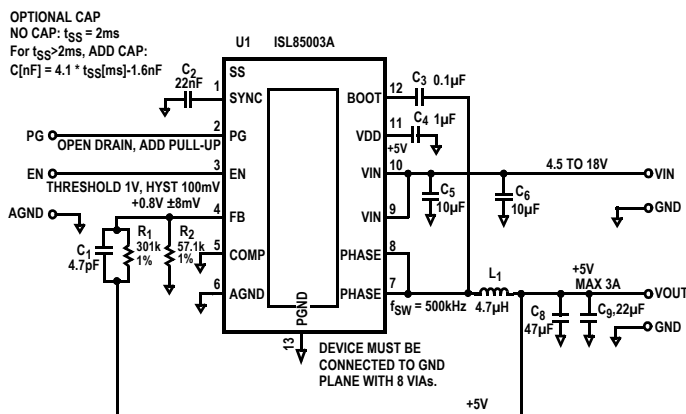 OPTIONAL CAP
NO CAP: tSS = 2ms
For tSS>2ms, ADD CAP:
C[nF] = 4.1 * tSS[ms]-1.6nF
U1 ISL85003A
C2
22nF
1
SS
SYNC
BOOT
12
C3 0.1µF
PG
OPEN DRAIN, ADD PULL-UP
2
PG
VDD
11
C4 1µF
+5V
EN
THRESHOLD 1V, HYST 100mV
3
EN
VIN
10
4.5 TO 18V
VIN
C5
10µF
C6
10µF
GND
AGND
+0.8V ±8mV
4
FB
VIN
9
C1
4.7pF
R1
301k
1%
R2
57.1k
1%
5
COMP
PHASE
8
6
AGND
PHASE
7
fSW = 500kHz
L1
4.7µH
+5V
MAX 3A
VOUT
C8
47µF
C9,22µF
GND
PGND
13
DEVICE MUST BE
CONNECTED TO GND
PLANE WITH 8 VIAs.
+5V